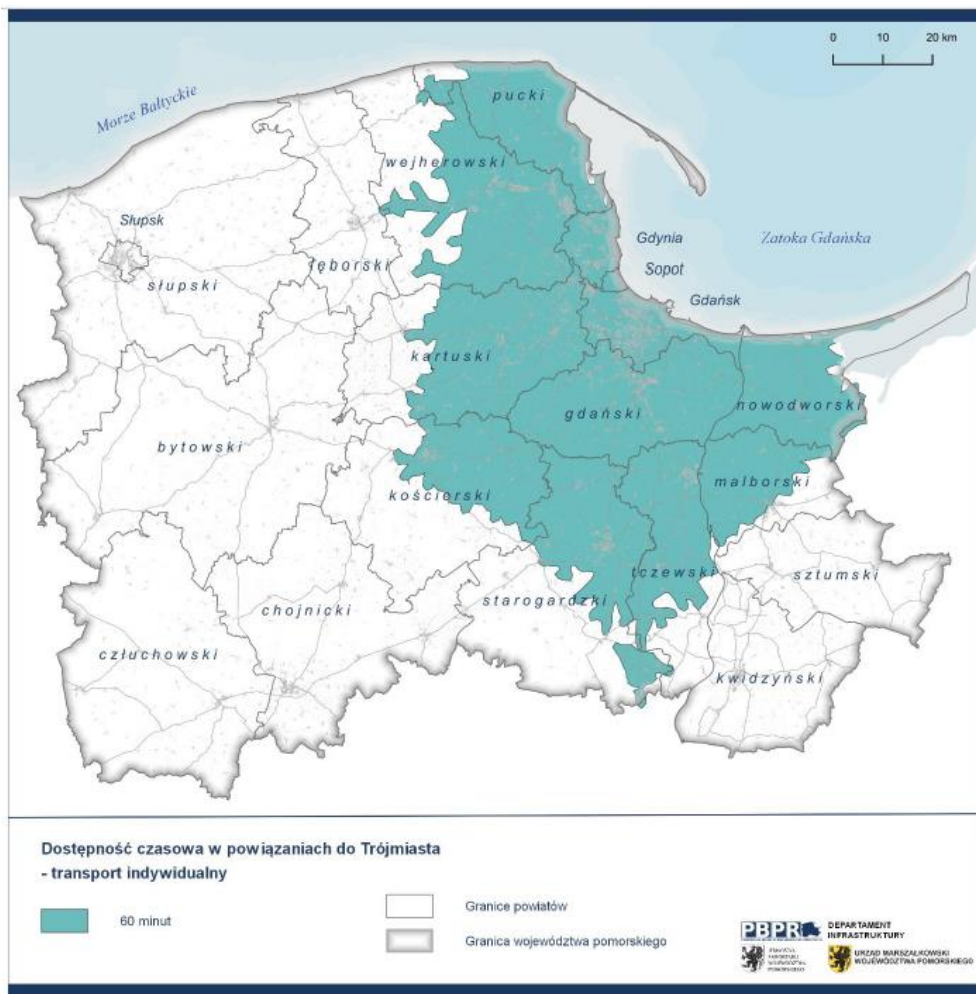 0 10 20 km
Morze Bałtyckie
pucki
wejherowski
Słupsk
Gdynia
Zatoka Gdańska
Sopot
łęborski
słupski
Gdańsk
kartuski
gdański
nowodworski
bytowski
malborski
kościerski
tczewski
sztumski
starogardzki
chojnicki
człuchowski
kwidzyński
Dostępność czasowa w powiązaniach do Trójmiasta
- transport indywidualny
60 minut
Granice powiatów
Granica województwa pomorskiego
PBPR
DEPARTAMENT
INFRASTRUKTURY
URZĄD MARSZAŁKOWSKI
WOJEWÓDZTWA POMORSKIEGO